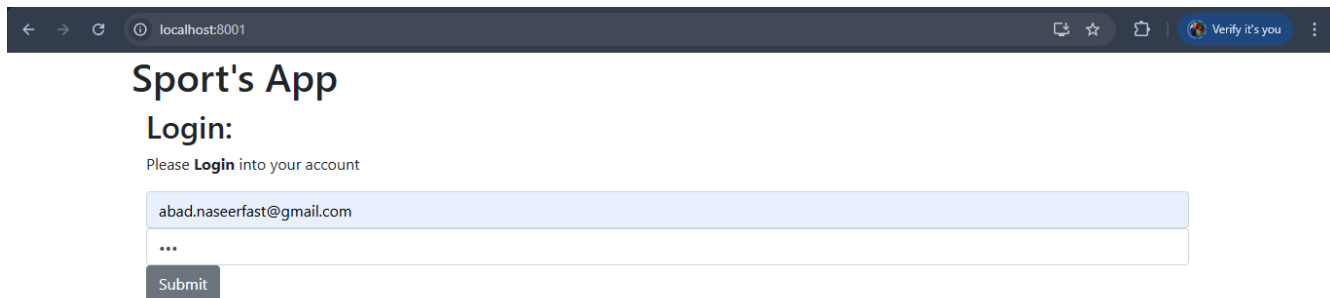 localhost:8001
Verify it's you
Sport's App
Login:
Please Login into your account
abad.naseerfast@gmail.com
•••
Submit